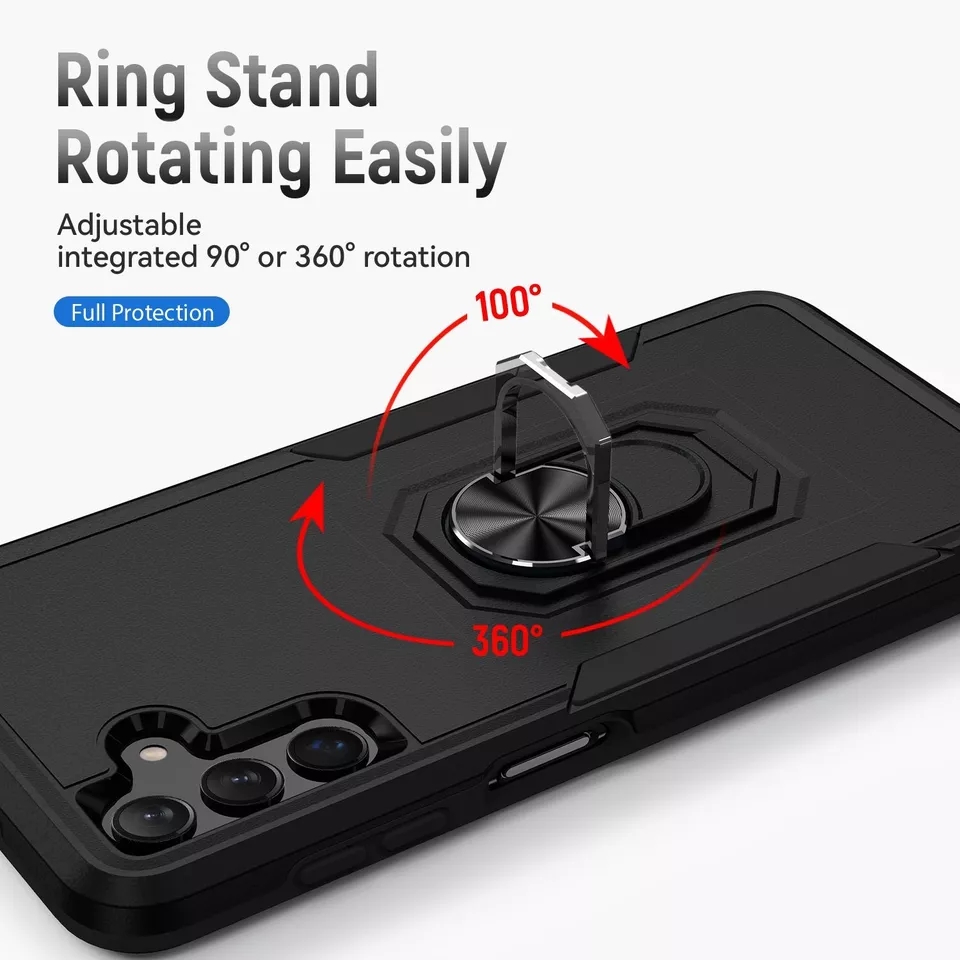 Ring Stand
Rotating Easily
Adjustable
integrated 90° or 360° rotation
Full Protection
100°
360°